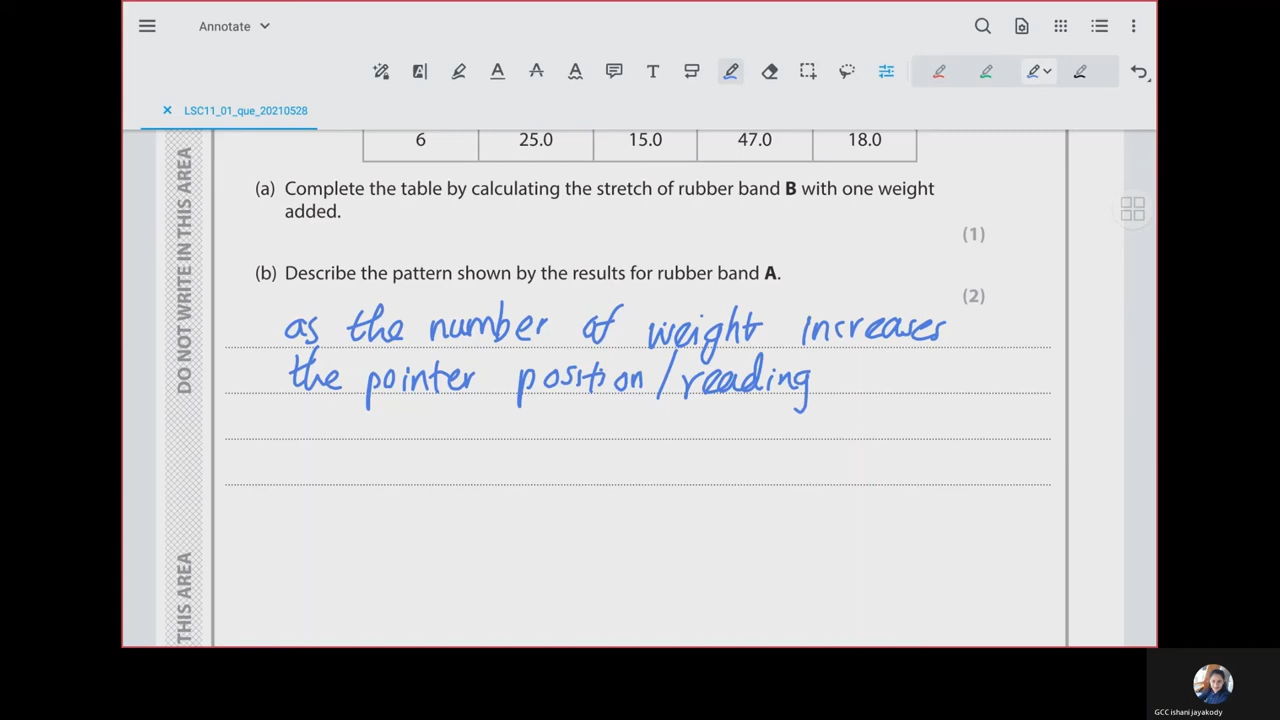 Annotate
LSC11_01_que_20210528
6 25.0 15.0 47.0 18.0
(a) Complete the table by calculating the stretch of rubber band B with one weight
added.
(1)
(b) Describe the pattern shown by the results for rubber band A.
(2)
as the number of weight increases
the pointer position/reading
DO NOT WRITE IN THIS AREA
THIS AREA
GCC ishani jayakody